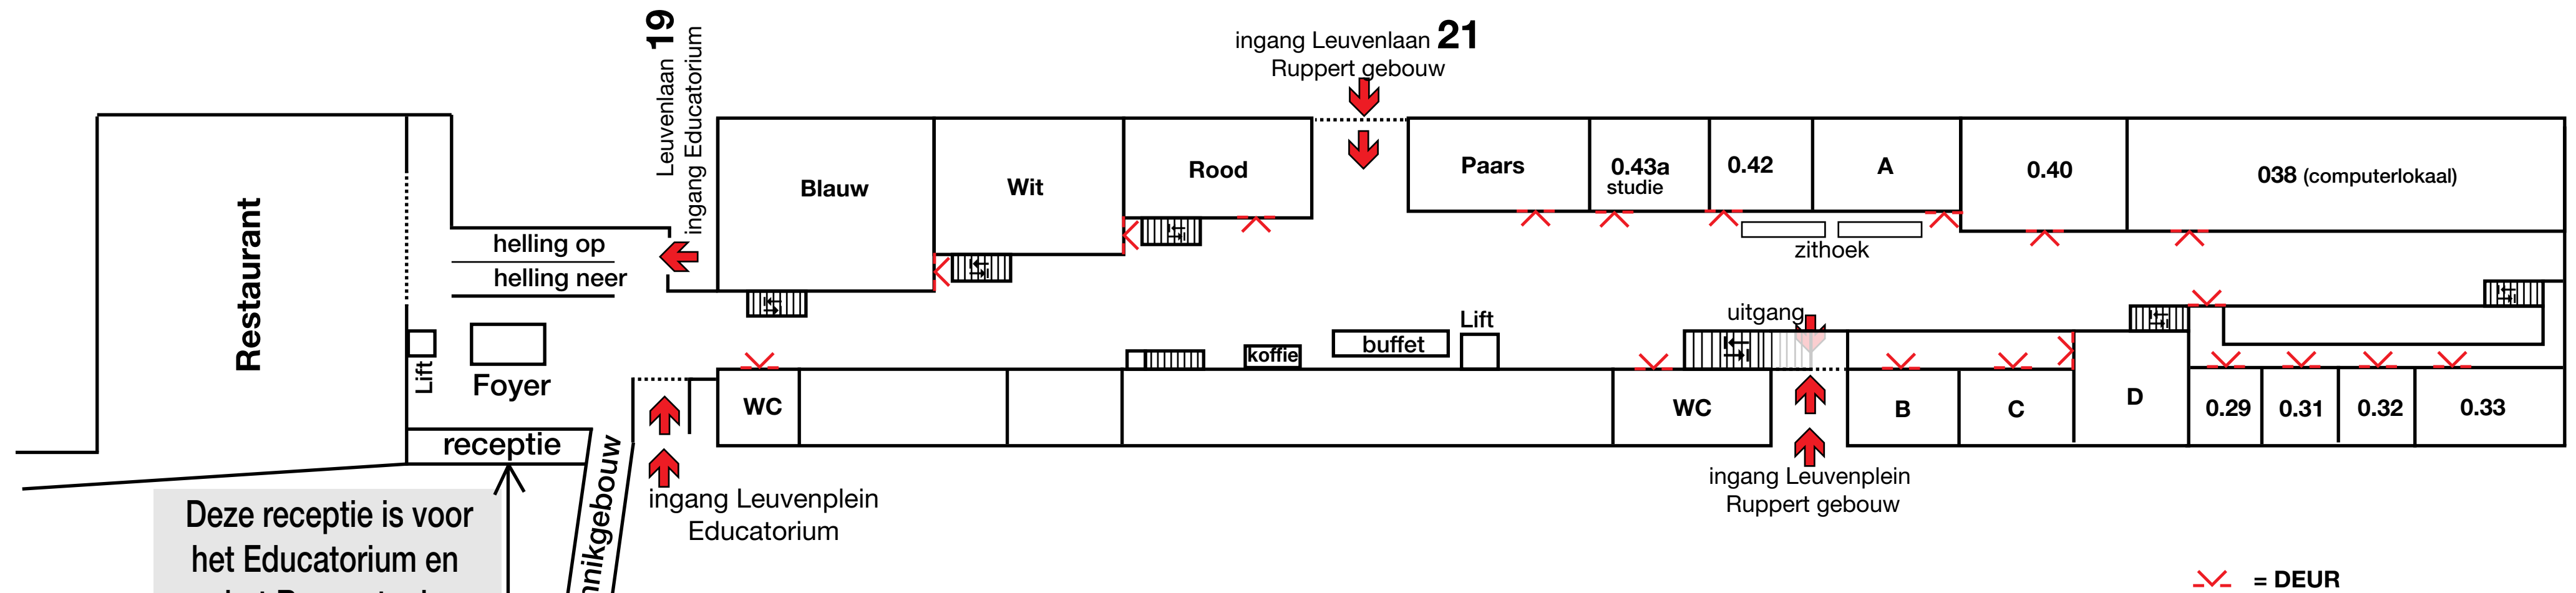 Leuvenlaan 19
ingang Educatorium
ingang Leuvenlaan 21
Ruppert gebouw
Restaurant
helling op
helling neer
Lift
Foyer
receptie
Blauw
Wit
Rood
Paars
0.43a
studie
0.42
A
0.40
038 (computerlokaal)
zithoek
uitgang
Lift
buffet
koffie
WC
WC
B
C
D
0.29
0.31
0.32
0.33
ingang Leuvenplein
Educatorium
ingang Leuvenplein
Ruppert gebouw
Deze receptie is voor
het Educatorium en
= DEUR